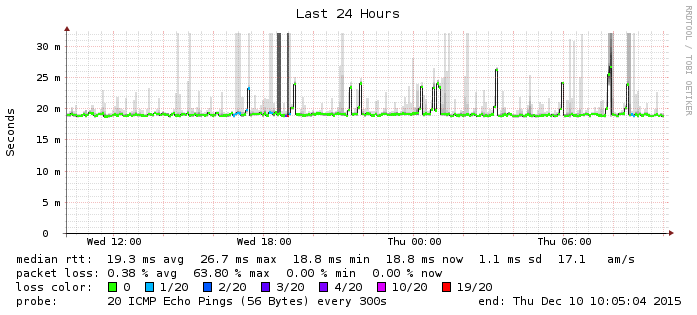 Last 24 Hours
RRDTOOL / TOBI OETIKER
Seconds
30 m
25 m
20 m
15 m
10 m
5 m
0
Wed 12:00 Wed 18:00 Thu 00:00 Thu 06:00
median rtt: 19.3 ms avg 26.7 ms max 18.8 ms min 18.8 ms now 1.1 ms sd 17.1 am/s
packet loss: 0.38 % avg 63.80 % max 0.00 % min 0.00 % now
loss color: 0 1/20 2/20 3/20 4/20 10/20 19/20
probe: 20 ICMP Echo Pings (56 Bytes) every 300s end: Thu Dec 10 10:05:04 2015